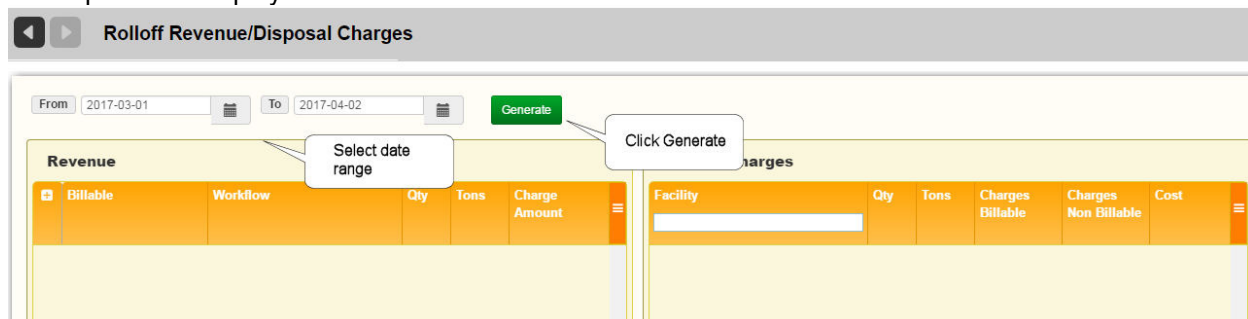 Rolloff Revenue/Disposal Charges
From 2017-03-01 To 2017-04-02 Generate
Click Generate
Select date
range
Revenue
Billable Workflow Qty Tons Charge
Amount
Facility Qty Tons Charges
Billable Charges
Non Billable Cost